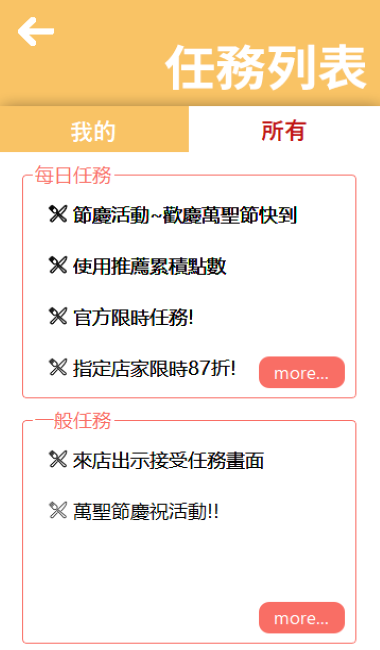 任務列表
我的
所有
每日任務
節慶活動~歡慶萬聖節快到
使用推薦累積點數
官方限時任務!
指定店家限時87折!
more...
一般任務
來店出示接受任務畫面
萬聖節慶祝活動!!
more...